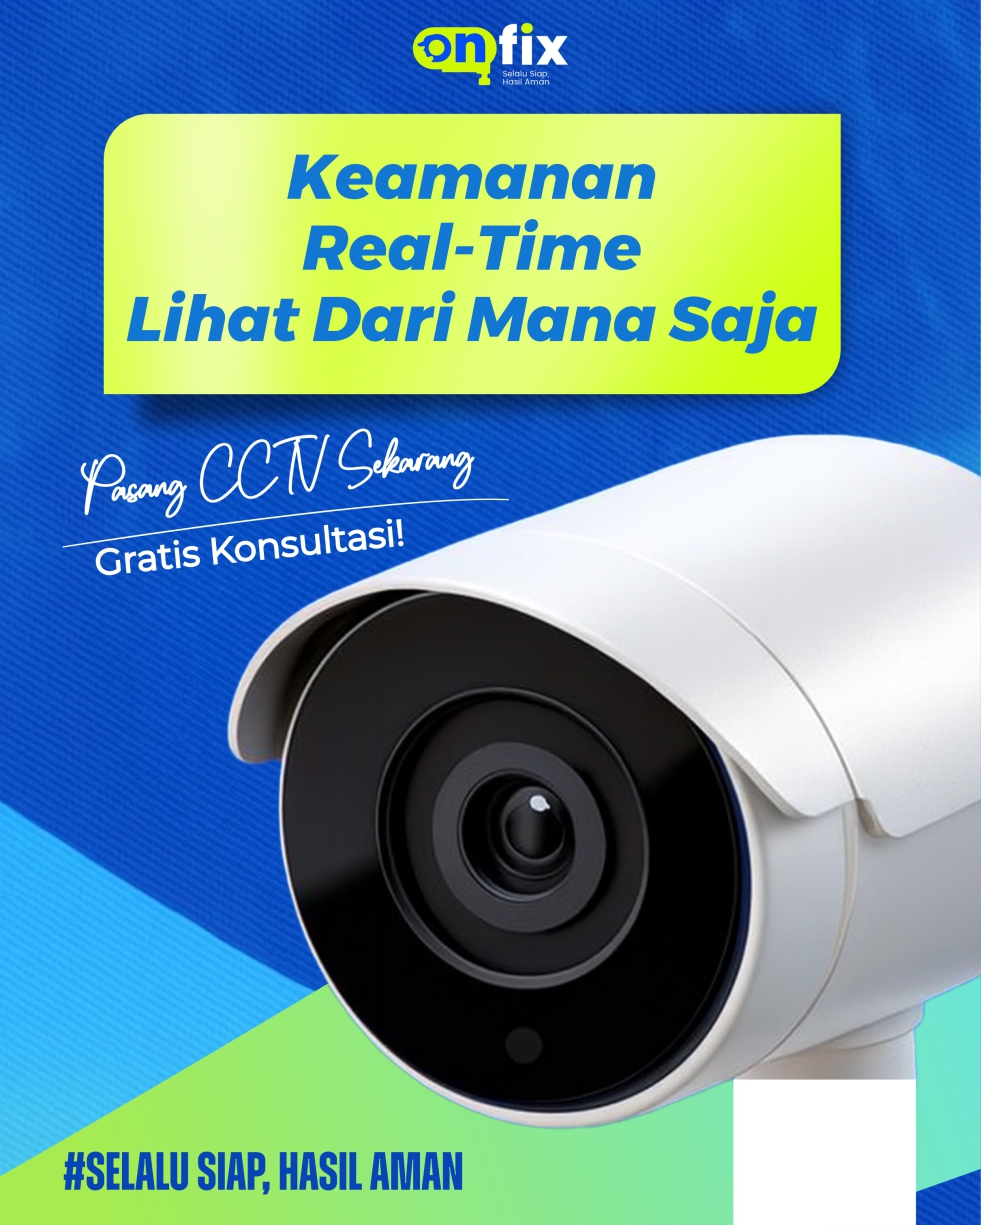 onfix
Selalu Siap,
Hasil Aman
Keamanan
Real-Time
Lihat Dari Mana Saja
Pasang CCTV Sekarang
Gratis Konsultasi!
#SELALU SIAP, HASIL AMAN